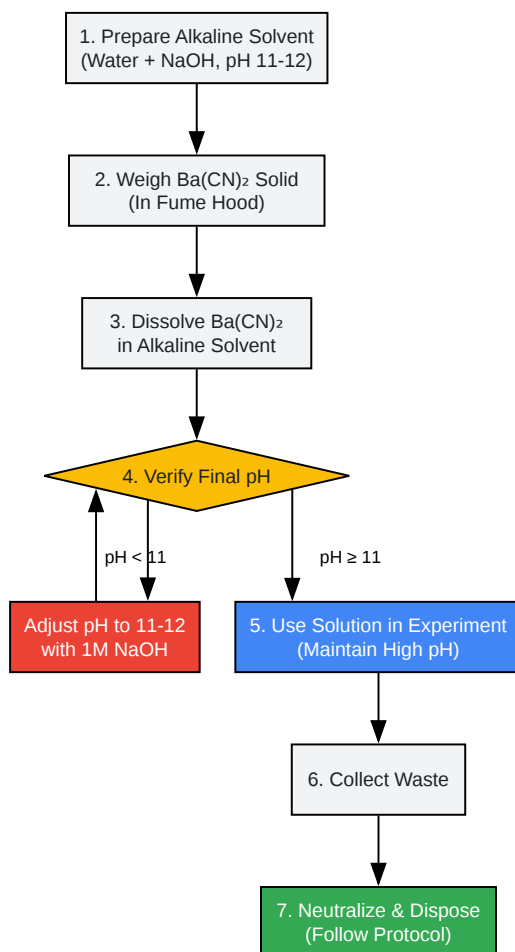 1. Prepare Alkaline Solvent
(Water + NaOH, pH 11-12)
2. Weigh Ba(CN)₂ Solid
(In Fume Hood)
3. Dissolve Ba(CN)₂
in Alkaline Solvent
4. Verify Final pH
pH < 11
pH ≥ 11
Adjust pH to 11-12
with 1M NaOH
5. Use Solution in Experiment
(Maintain High pH)
6. Collect Waste
7. Neutralize & Dispose
(Follow Protocol)